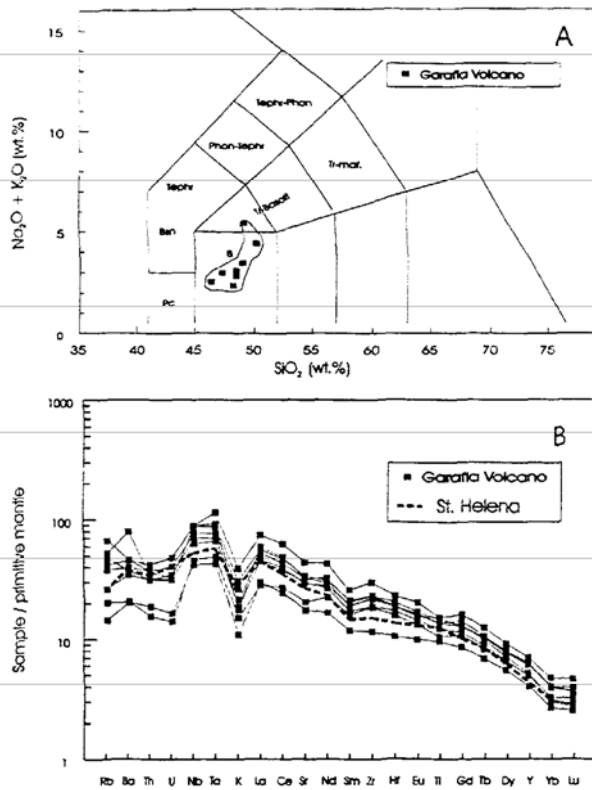 A
Garafia Volcano
Na2O + K2O (wt.%)
15
10
5
0
Tephr-Phon
Phon-Tephr
Tephr
Tr-Basalt
Bsn
B
Pc
35 40 45 50 55 60 65 70 75
SiO2 (wt.%)
B
Garafia Volcano
St. Helena
Sample / primitive mantle
1000
100
10
1
Rb Ba Th U Nb Ta K La Ce Sr Nd Sm Zr Hf Eu Ti Gd Tb Dy Y Yb Lu